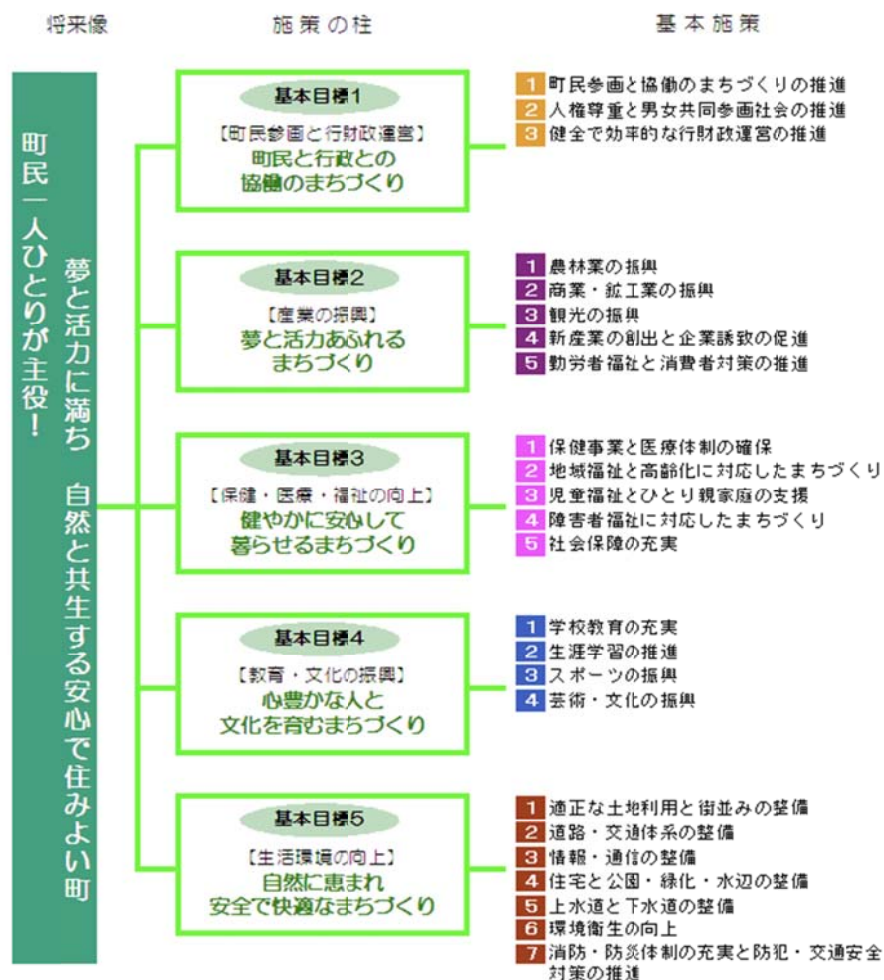 将来像
施策の柱
基本施策
町民一人ひとりが主役！
夢と活力に満ち　自然と共生する安心で住みよい町
基本目標1
【町民参画と行財政運営】
町民と行政との
協働のまちづくり
1 町民参画と協働のまちづくりの推進
2 人権尊重と男女共同参画社会の推進
3 健全で効率的な行財政運営の推進
基本目標2
【産業の振興】
夢と活力あふれる
まちづくり
1 農林業の振興
2 商業・鉱工業の振興
3 観光の振興
4 新産業の創出と企業誘致の促進
5 勤労者福祉と消費者対策の推進
基本目標3
【保健・医療・福祉の向上】
健やかに安心して
暮らせるまちづくり
1 保健事業と医療体制の確保
2 地域福祉と高齢化に対応したまちづくり
3 児童福祉とひとり親家庭の支援
4 障害者福祉に対応したまちづくり
5 社会保障の充実
基本目標4
【教育・文化の振興】
心豊かな人と
文化を育むまちづくり
1 学校教育の充実
2 生涯学習の推進
3 スポーツの振興
4 芸術・文化の振興
基本目標5
【生活環境の向上】
自然に恵まれ
安全で快適なまちづくり
1 適正な土地利用と街並みの整備
2 道路・交通体系の整備
3 情報・通信の整備
4 住宅と公園・緑化・水辺の整備
5 上水道と下水道の整備
6 環境衛生の向上
7 消防・防災体制の充実と防犯・交通安全
対策の推進